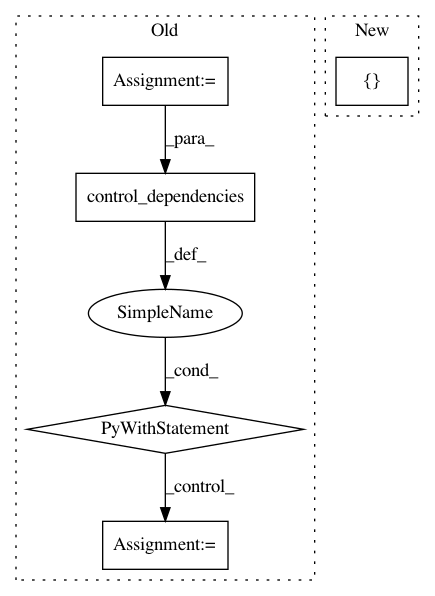 Old
New
Assignment:=
{}
_para_
control_dependencies
_def_
SimpleName
_cond_
PyWithStatement
_control_
Assignment:=